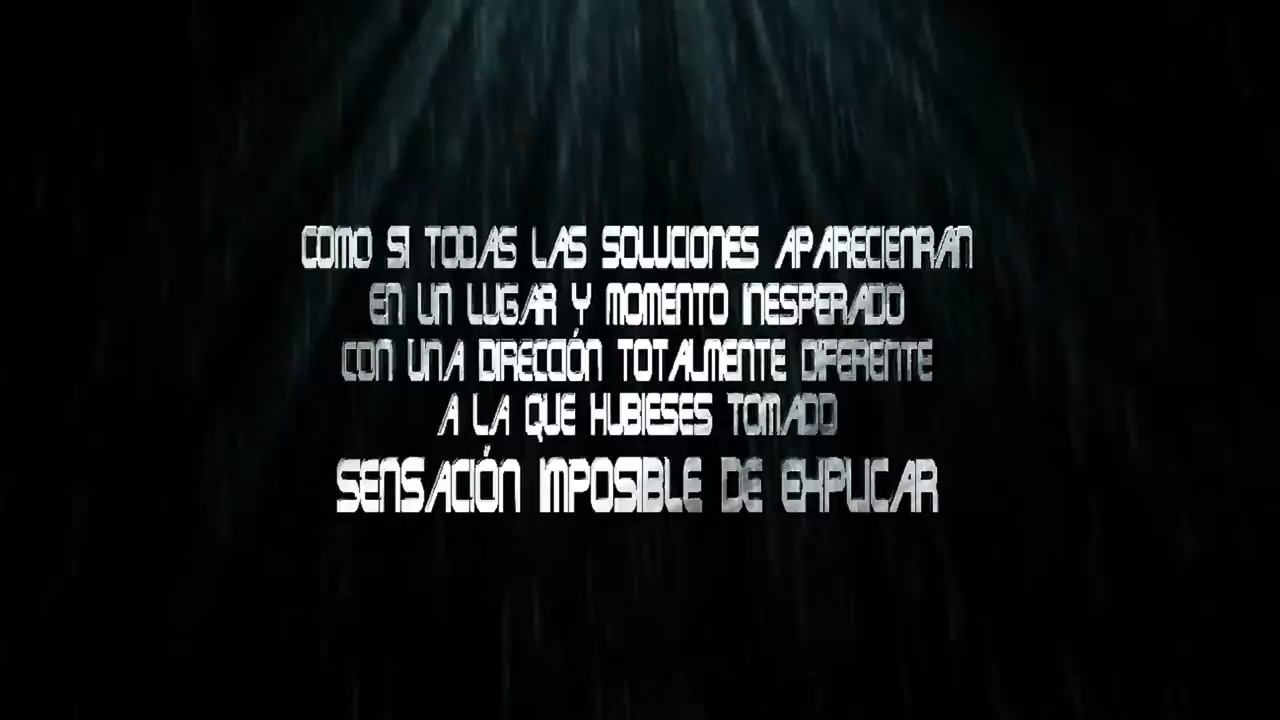 COMO SI TODAS LAS SOLUCIONES APARECIENRAN
EN UN LUGAR Y MOMENTO INESPERADO
CON UNA DIRECCIÓN TOTALMENTE DIFERENTE
A LA QUE HUBIESES TOMADO
SENSACIÓN IMPOSIBLE DE EXPLICAR